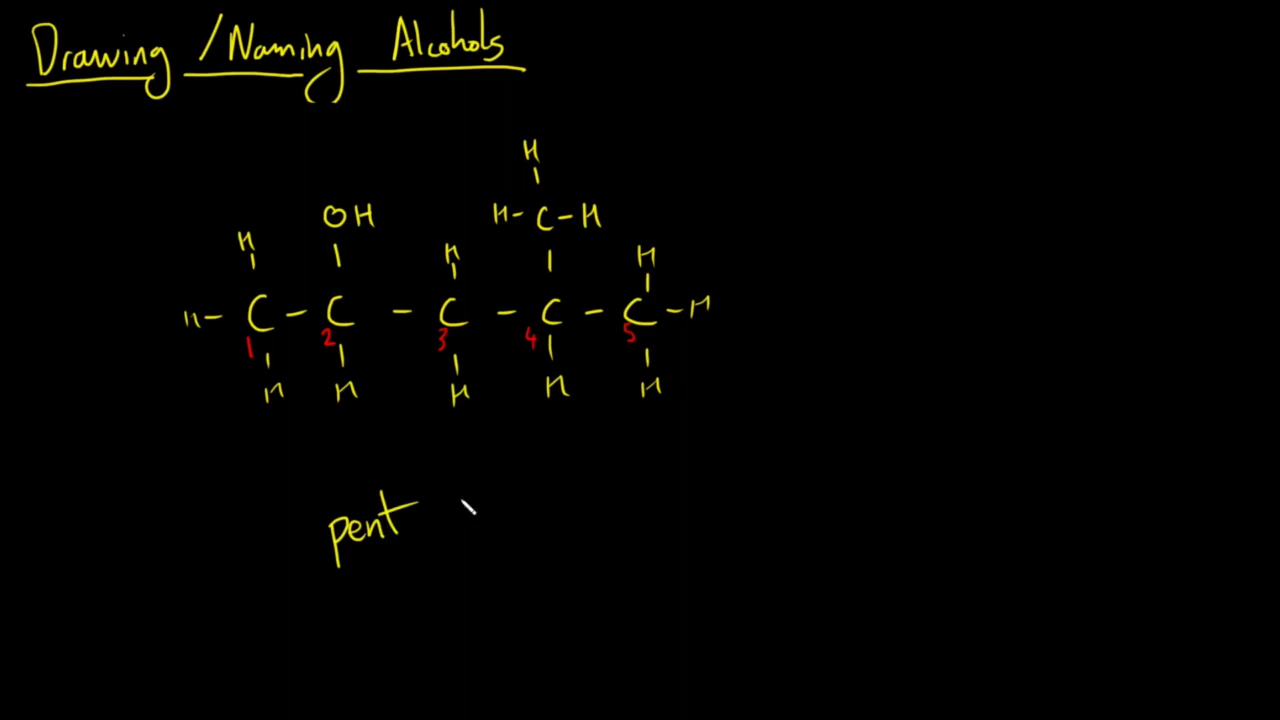 Drawing / Naming Alcohols
H
OH H-C-H
H H H
H-C-C-C-C-C-H
1 2 3 4 5
H H H H H
pent